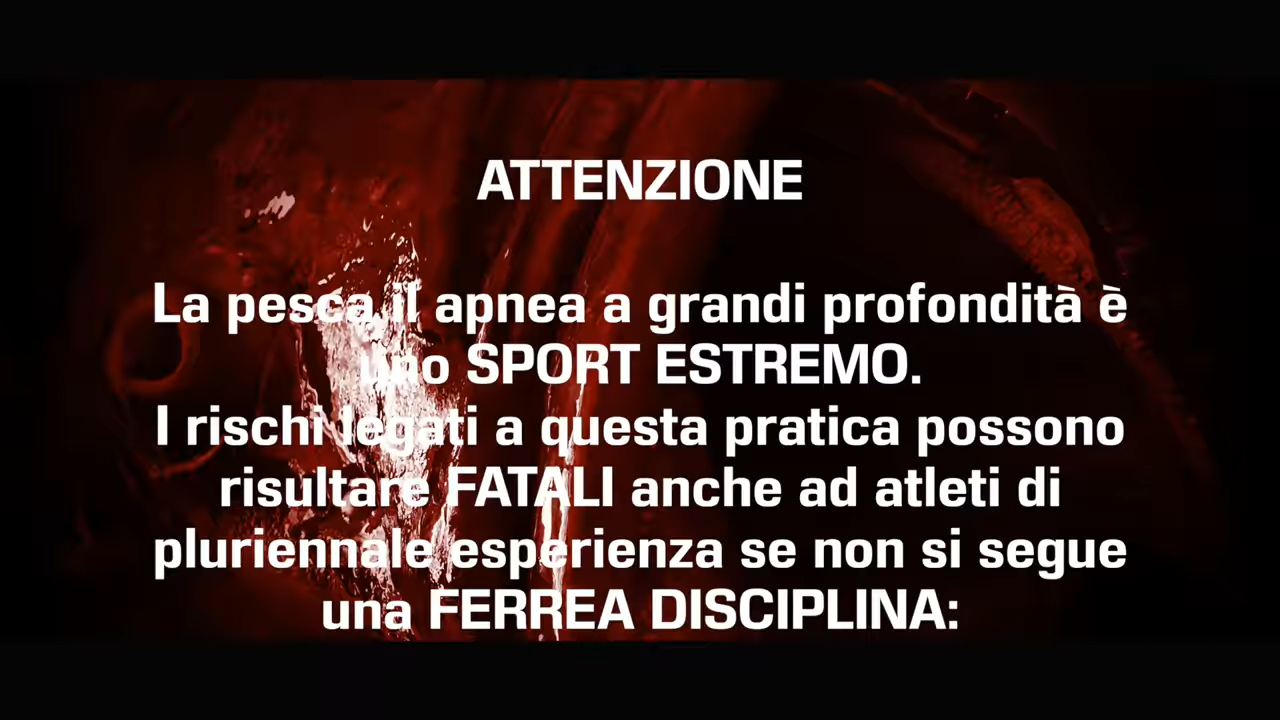 ATTENZIONE
La pesca il apnea a grandi profondità è
uno SPORT ESTREMO.
I rischi legati a questa pratica possono
risultare FATALI anche ad atleti di
pluriennale esperienza se non si segue
una FERREA DISCIPLINA: